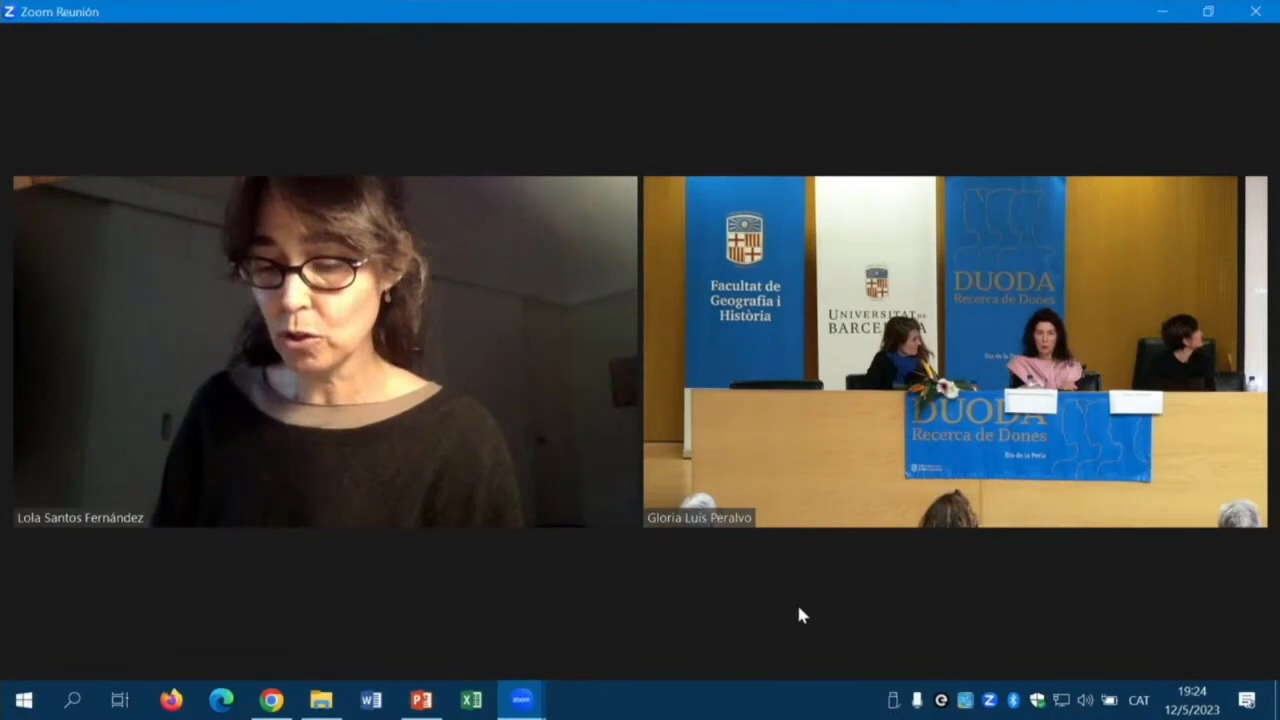 Zoom Reunión
Facultat de
Geografia i
Història
UNIVERSITAT DE
BARCELONA
DUODA
Recerca de Dones
DUODA
Recerca de Dones
Lola Santos Fernández
Gloria Luis Peralvo
zoom
CAT
19:24
12/5/2023